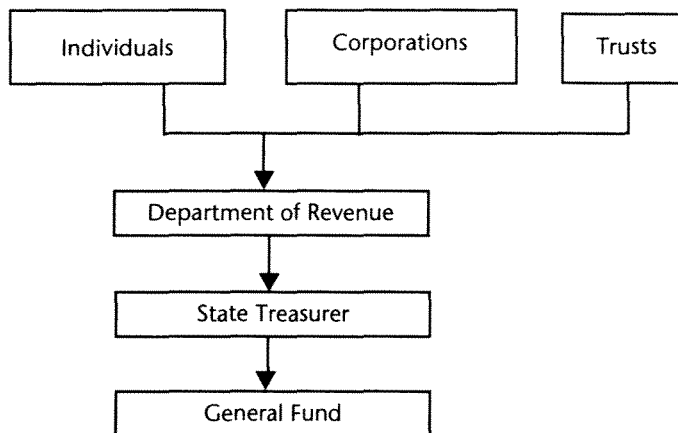 Individuals
Corporations
Trusts
Department of Revenue
State Treasurer
General Fund